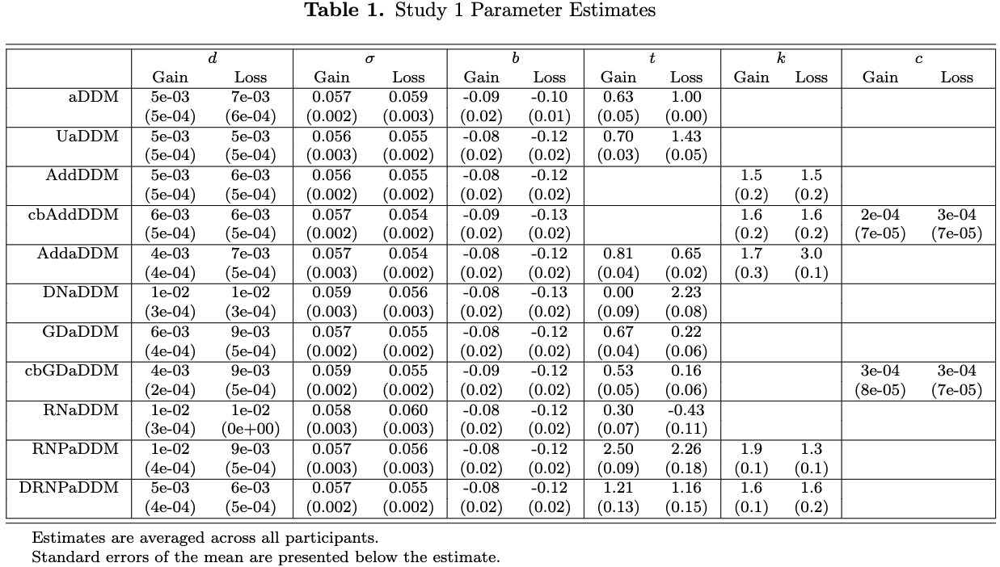 Table 1. Study 1 Parameter Estimates
d σ b t k c
Gain Loss Gain Loss Gain Loss Gain Loss Gain Loss Gain Loss
aDDM 5e-03 7e-03 0.057 0.059 -0.09 -0.10 0.63 1.00
(5e-04) (6e-04) (0.002) (0.003) (0.02) (0.01) (0.05) (0.00)
UaDDM 5e-03 5e-03 0.056 0.055 -0.08 -0.12 0.70 1.43
(5e-04) (5e-04) (0.003) (0.002) (0.02) (0.02) (0.03) (0.05)
AddDDM 5e-03 6e-03 0.056 0.055 -0.08 -0.12 1.5 1.5
(5e-04) (5e-04) (0.002) (0.002) (0.02) (0.02) (0.2) (0.2)
cbAddDDM 6e-03 6e-03 0.057 0.054 -0.09 -0.13 1.6 1.6 2e-04 3e-04
(5e-04) (5e-04) (0.002) (0.002) (0.02) (0.02) (0.2) (0.2) (7e-05) (7e-05)
AddaDDM 4e-03 7e-03 0.057 0.054 -0.08 -0.12 0.81 0.65 1.7 3.0
(4e-04) (5e-04) (0.003) (0.002) (0.02) (0.02) (0.04) (0.02) (0.3) (0.1)
DNaDDM 1e-02 1e-02 0.059 0.056 -0.08 -0.13 0.00 2.23
(3e-04) (3e-04) (0.003) (0.003) (0.02) (0.02) (0.09) (0.08)
GDaDDM 6e-03 9e-03 0.057 0.055 -0.08 -0.12 0.67 0.22
(4e-04) (5e-04) (0.002) (0.002) (0.02) (0.02) (0.04) (0.06)
cbGDaDDM 4e-03 9e-03 0.059 0.055 -0.09 -0.12 0.53 0.16 3e-04 3e-04
(2e-04) (5e-04) (0.002) (0.002) (0.02) (0.02) (0.05) (0.06) (8e-05) (7e-05)
RNaDDM 1e-02 1e-02 0.058 0.060 -0.08 -0.12 0.30 -0.43
(3e-04) (0e+00) (0.003) (0.003) (0.02) (0.02) (0.07) (0.11)
RNPaDDM 1e-02 9e-03 0.057 0.056 -0.08 -0.12 2.50 2.26 1.9 1.3
(4e-04) (5e-04) (0.003) (0.003) (0.02) (0.02) (0.09) (0.18) (0.1) (0.1)
DRNPaDDM 5e-03 6e-03 0.057 0.055 -0.08 -0.12 1.21 1.16 1.6 1.6
(4e-04) (5e-04) (0.002) (0.002) (0.02) (0.02) (0.13) (0.15) (0.1) (0.2)
Estimates are averaged across all participants.
Standard errors of the mean are presented below the estimate.